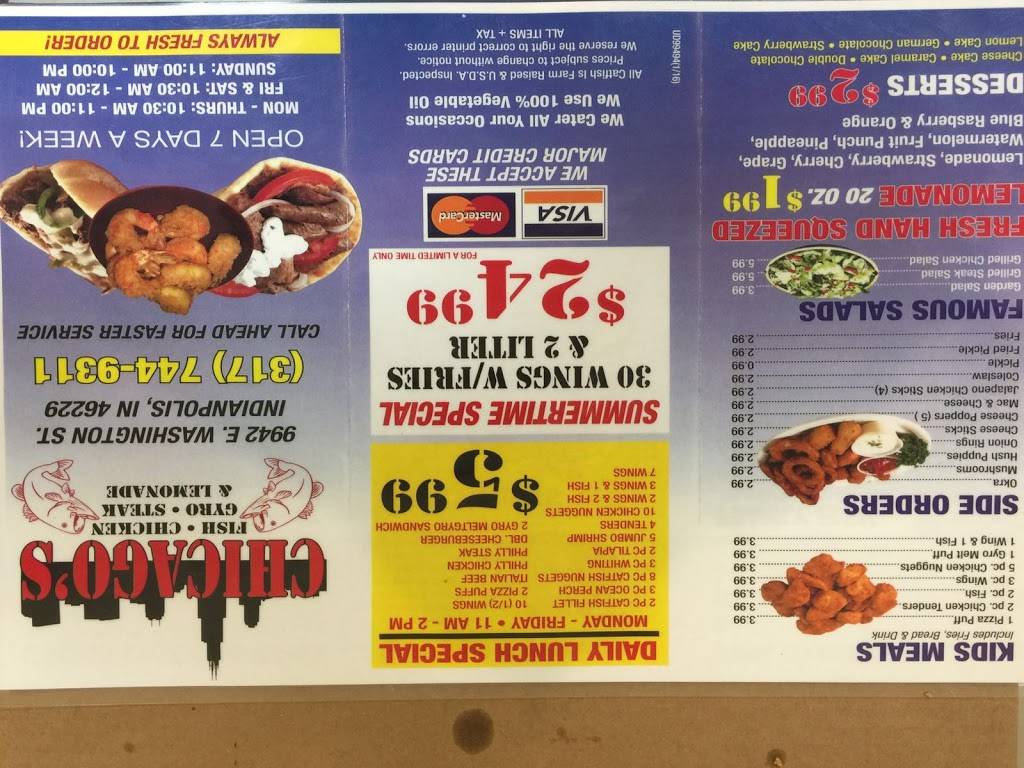 KIDS MEALS
Includes Fries, Bread & Drink
1 Pizza Puff 3.99
2 pc. Chicken Tenders 3.99
2 pc. Fish 3.99
3 pc. Wings 3.99
5 pc. Chicken Nuggets 3.99
1 Gyro Melt Puff 3.99
1 Wing & 1 Fish 3.99
SIDE ORDERS
Okra 2.99
Mushrooms 2.99
Hush Puppies 2.99
Onion Rings 2.99
Cheese Sticks 2.99
Cheese Poppers (5) 2.99
Mac & Cheese 2.99
Jalapeno Chicken Sticks (4) 2.99
Coleslaw 2.99
Pickle 0.99
Fried Pickle 2.99
Fries 2.99
FAMOUS SALADS
Garden Salad 3.99
Grilled Steak Salad 5.99
Grilled Chicken Salad 5.99
FRESH HAND SQUEEZED
LEMONADE 20 OZ. $1.99
Lemonade, Strawberry, Cherry, Grape,
Watermelon, Fruit Punch, Pineapple,
Blue Rasberry & Orange
DESSERTS $2.99
Cheese Cake • Caramel Cake • Double Chocolate
Lemon Cake • German Chocolate • Strawberry Cake
DAILY LUNCH SPECIAL
MONDAY - FRIDAY • 11 AM - 2 PM
2 PC CATFISH FILLET
3 PC OCEAN PERCH
8 PC CATFISH NUGGETS
3 PC WHITING
2 PC TILAPIA
5 JUMBO SHRIMP
4 TENDERS
10 CHICKEN NUGGETS
2 WINGS & 2 FISH
3 WINGS & 1 FISH
7 WINGS
10 (1/2) WINGS
2 PIZZA PUFFS
ITALIAN BEEF
PHILLY CHICKEN
PHILLY STEAK
DBL. CHEESEBURGER
2 GYRO MELT/GYRO SANDWICH
$5.99
SUMMERTIME SPECIAL
30 WINGS W/FRIES
& 2 LITER
$24.99
FOR A LIMITED TIME ONLY
VISA
MasterCard
WE ACCEPT THESE
MAJOR CREDIT CARDS
We Cater All Your Occasions
We Use 100% Vegetable Oil
All Catfish Is Farm Raised & U.S.D.A. Inspected.
Prices subject to change without notice.
We reserve the right to correct printer errors.
ALL ITEMS + TAX
UD99494(1/16)
CHICAGO'S
FISH • CHICKEN
GYRO • STEAK
& LEMONADE
9942 E. WASHINGTON ST.
INDIANPOLIS, IN 46229
(317) 744-9311
CALL AHEAD FOR FASTER SERVICE
OPEN 7 DAYS A WEEK!
MON - THURS: 10:30 AM - 11:00 PM
FRI & SAT: 10:30 AM - 12:00 AM
SUNDAY: 11:00 AM - 10:00 PM
ALWAYS FRESH TO ORDER!